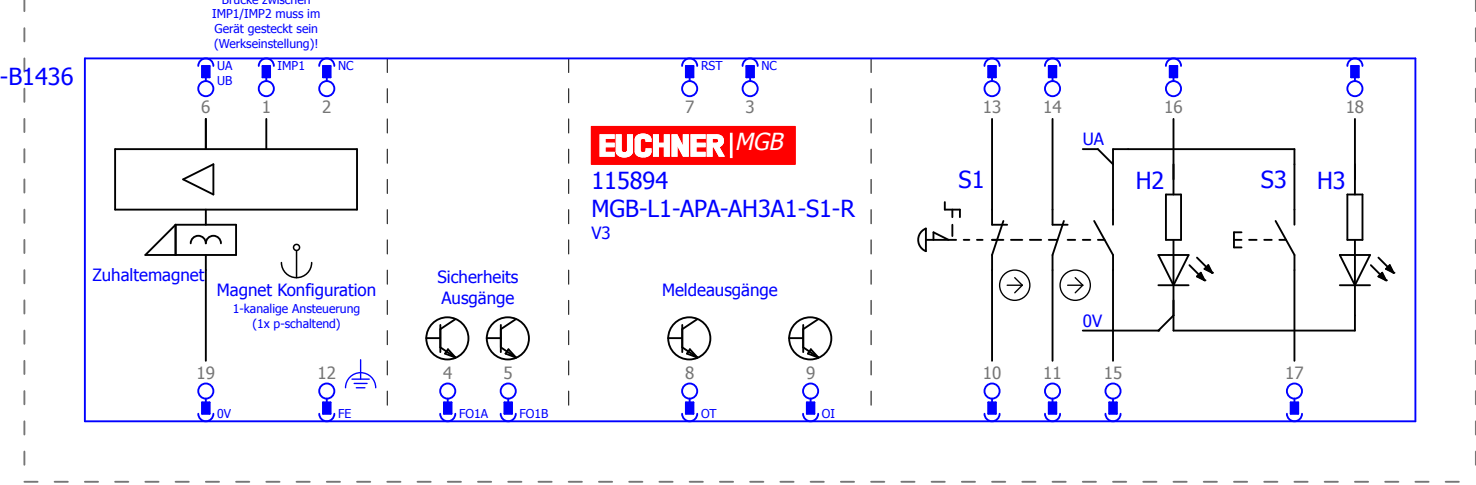 Brücke zwischen
IMP1/IMP2 muss im
Gerät gesteckt sein
(Werkseinstellung)!
-B1436
UA
UB
IMP1
NC
RST
NC
6
1
2
7
3
13
14
16
18
EUCHNER|MGB
115894
MGB-L1-APA-AH3A1-S1-R
V3
UA
S1
H2
S3
H3
Zuhaltemagnet
Magnet Konfiguration
1-kanalige Ansteuerung
(1x p-schaltend)
Sicherheits
Ausgänge
Meldeausgänge
0V
19
12
4
5
8
9
10
11
15
17
0V
FE
FO1A
FO1B
OT
OI